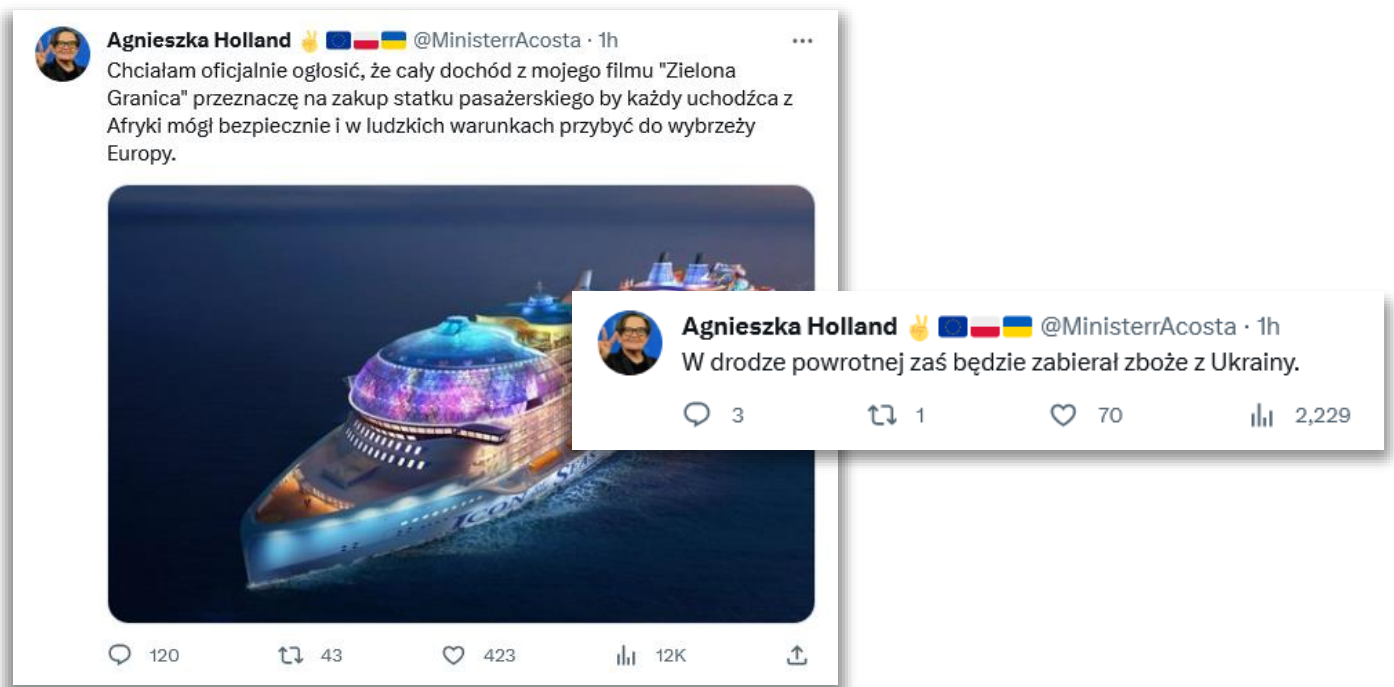 Agnieszka Holland ✌️ 🇪🇺🇵🇱🇺🇦 @MinisterrAcosta · 1h
Chciałam oficjalnie ogłosić, że cały dochód z mojego filmu "Zielona
Granica" przeznaczę na zakup statku pasażerskiego by każdy uchodźca z
Afryki mógł bezpiecznie i w ludzkich warunkach przybyć do wybrzeży
Europy.
ICON OF THE SEAS
120 43 423 12K
Agnieszka Holland ✌️ 🇪🇺🇵🇱🇺🇦 @MinisterrAcosta · 1h
W drodze powrotnej zaś będzie zabierał zboże z Ukrainy.
3 1 70 2,229